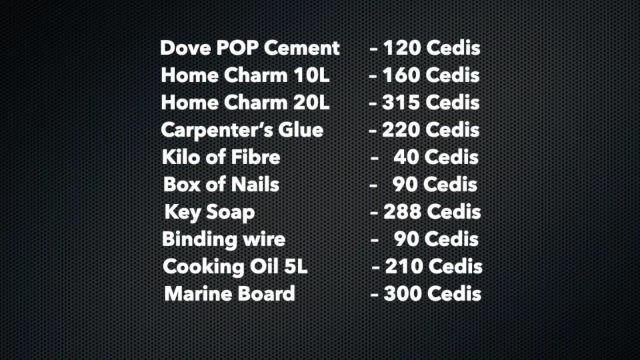 Dove POP Cement – 120 Cedis
Home Charm 10L – 160 Cedis
Home Charm 20L – 315 Cedis
Carpenter's Glue – 220 Cedis
Kilo of Fibre – 40 Cedis
Box of Nails – 90 Cedis
Key Soap – 288 Cedis
Binding wire – 90 Cedis
Cooking Oil 5L – 210 Cedis
Marine Board – 300 Cedis